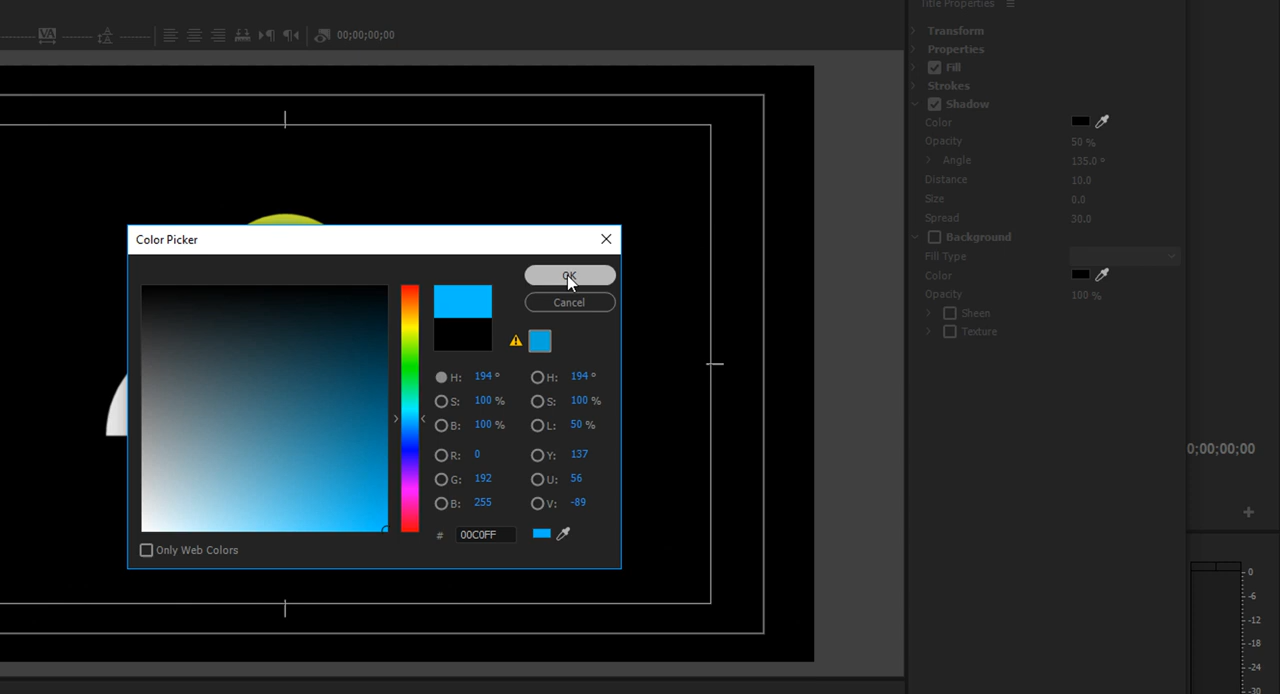 Title Properties
VA
00;00;00;00
Transform
Properties
Fill
Strokes
Shadow
Color
Opacity 50 %
Angle 135.0 °
Distance 10.0
Size 0.0
Spread 30.0
Background
Fill Type
Color
Opacity 100 %
Sheen
Texture
Color Picker
OK
Cancel
H: 194 ° H: 194 °
S: 100 % S: 100 %
B: 100 % L: 50 %
R: 0 Y: 137
G: 192 U: 56
B: 255 V: -89
# 00C0FF
Only Web Colors
0;00;00;00
0
-6
-12
-18
-24
-30